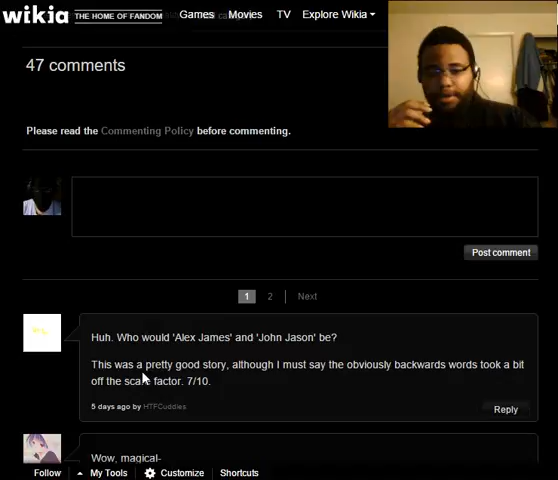 wikia THE HOME OF FANDOM Games Movies TV Explore Wikia
47 comments
Please read the Commenting Policy before commenting.
Post comment
1 2 Next
Huh. Who would 'Alex James' and 'John Jason' be?
This was a pretty good story, although I must say the obviously backwards words took a bit
off the scare factor. 7/10.
5 days ago by HTFCuddles
Reply
Wow, magical-
Follow My Tools Customize Shortcuts